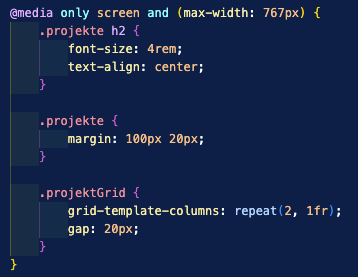 @media only screen and (max-width: 767px) {
    .projekte h2 {
        font-size: 4rem;
        text-align: center;
    }

    .projekte {
        margin: 100px 20px;
    }

    .projektGrid {
        grid-template-columns: repeat(2, 1fr);
        gap: 20px;
    }
}